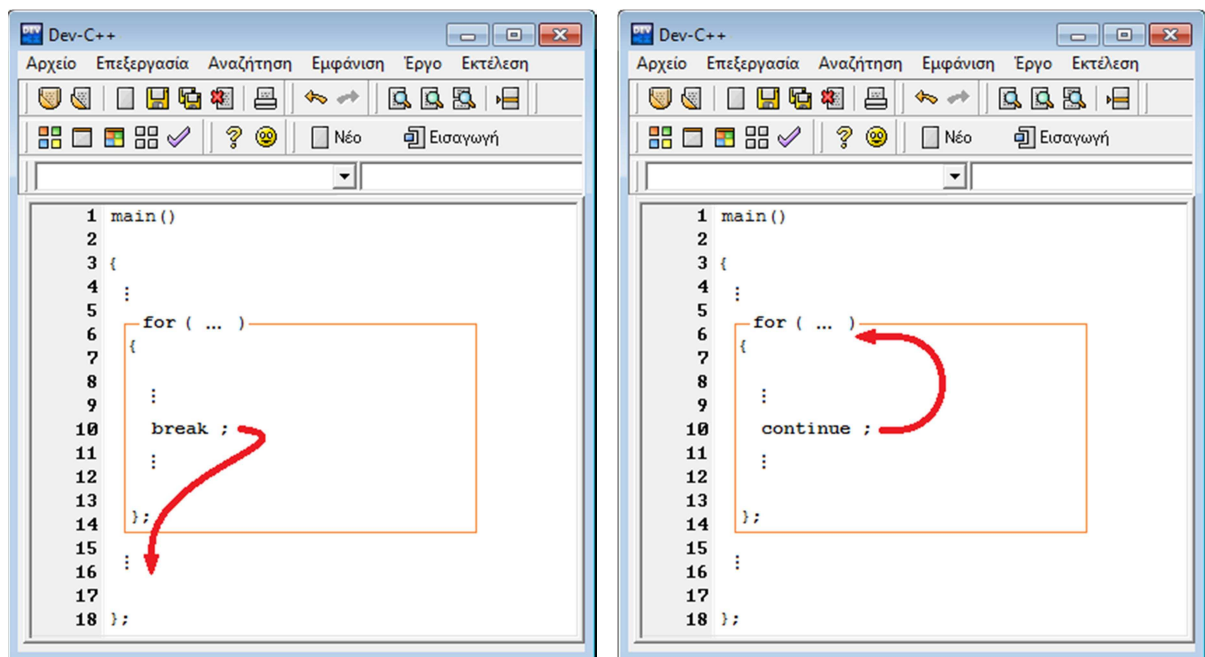 Dev-C++
Αρχείο Επεξεργασία Αναζήτηση Εμφάνιση Έργο Εκτέλεση
Νέο Εισαγωγή
1 main()
2
3 {
4 ⋮
5
6 for ( ... )
7 {
8
9 ⋮
10 break ;
11
12 ⋮
13
14 };
15
16 ⋮
17
18 };
Dev-C++
Αρχείο Επεξεργασία Αναζήτηση Εμφάνιση Έργο Εκτέλεση
Νέο Εισαγωγή
1 main()
2
3 {
4 ⋮
5
6 for ( ... )
7 {
8
9 ⋮
10 continue ;
11
12 ⋮
13
14 };
15
16 ⋮
17
18 };